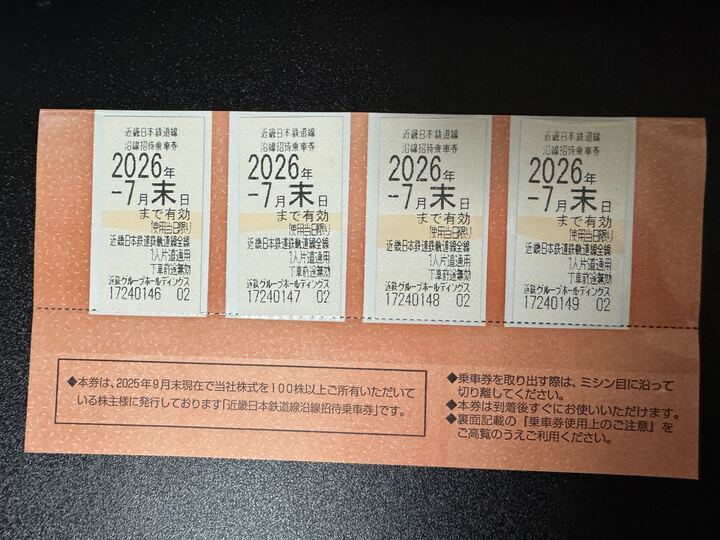 近畿日本鉄道線
沿線招待乗車券
2026年
-7月末日
まで有効
使用当日限り
近畿日本鉄道鉄軌道線全線
1人片道適用
下車前途無効
近鉄グループホールディングス
17240146 02
近畿日本鉄道線
沿線招待乗車券
2026年
-7月末日
まで有効
使用当日限り
近畿日本鉄道鉄軌道線全線
1人片道通用
下車前途無効
近鉄グループホールディングス
17240147 02
近畿日本鉄道線
沿線招待乗車券
2026年
-7月末日
まで有効
使用当日限り
近畿日本鉄道鉄軌道線全線
1人片道通用
下車前途無効
近鉄グループホールディングス
17240148 02
近畿日本鉄道線
沿線招待乗車券
2026年
-7月末日
まで有効
使用当日限り
近畿日本鉄道鉄軌道線全線
1人片道通用
下車前途無効
近鉄グループホールディングス
17240149 02
◆本券は、2025年9月末現在で当社株式を100株以上ご所有いただいて
いる株主様に発行しております「近畿日本鉄道線沿線招待乗車券」です。
◆乗車券を取り出す際は、ミシン目に沿って
切り離してください。
◆本券は到着後すぐにお使いいただけます。
◆裏面記載の『乗車券使用上のご注意』を
ご高覧のうえご利用ください。